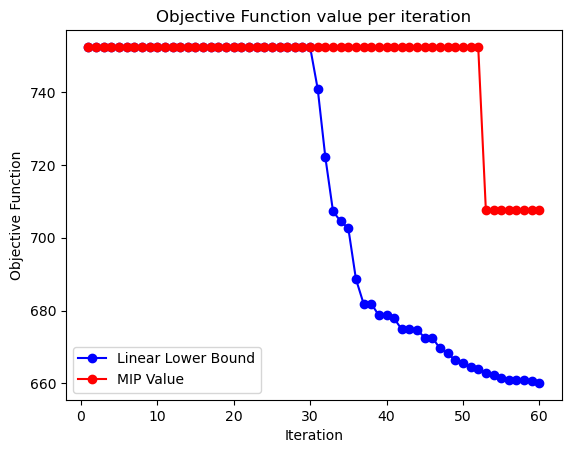 Objective Function value per iteration
Objective Function
740
720
700
680
660
Linear Lower Bound
MIP Value
0 10 20 30 40 50 60
Iteration